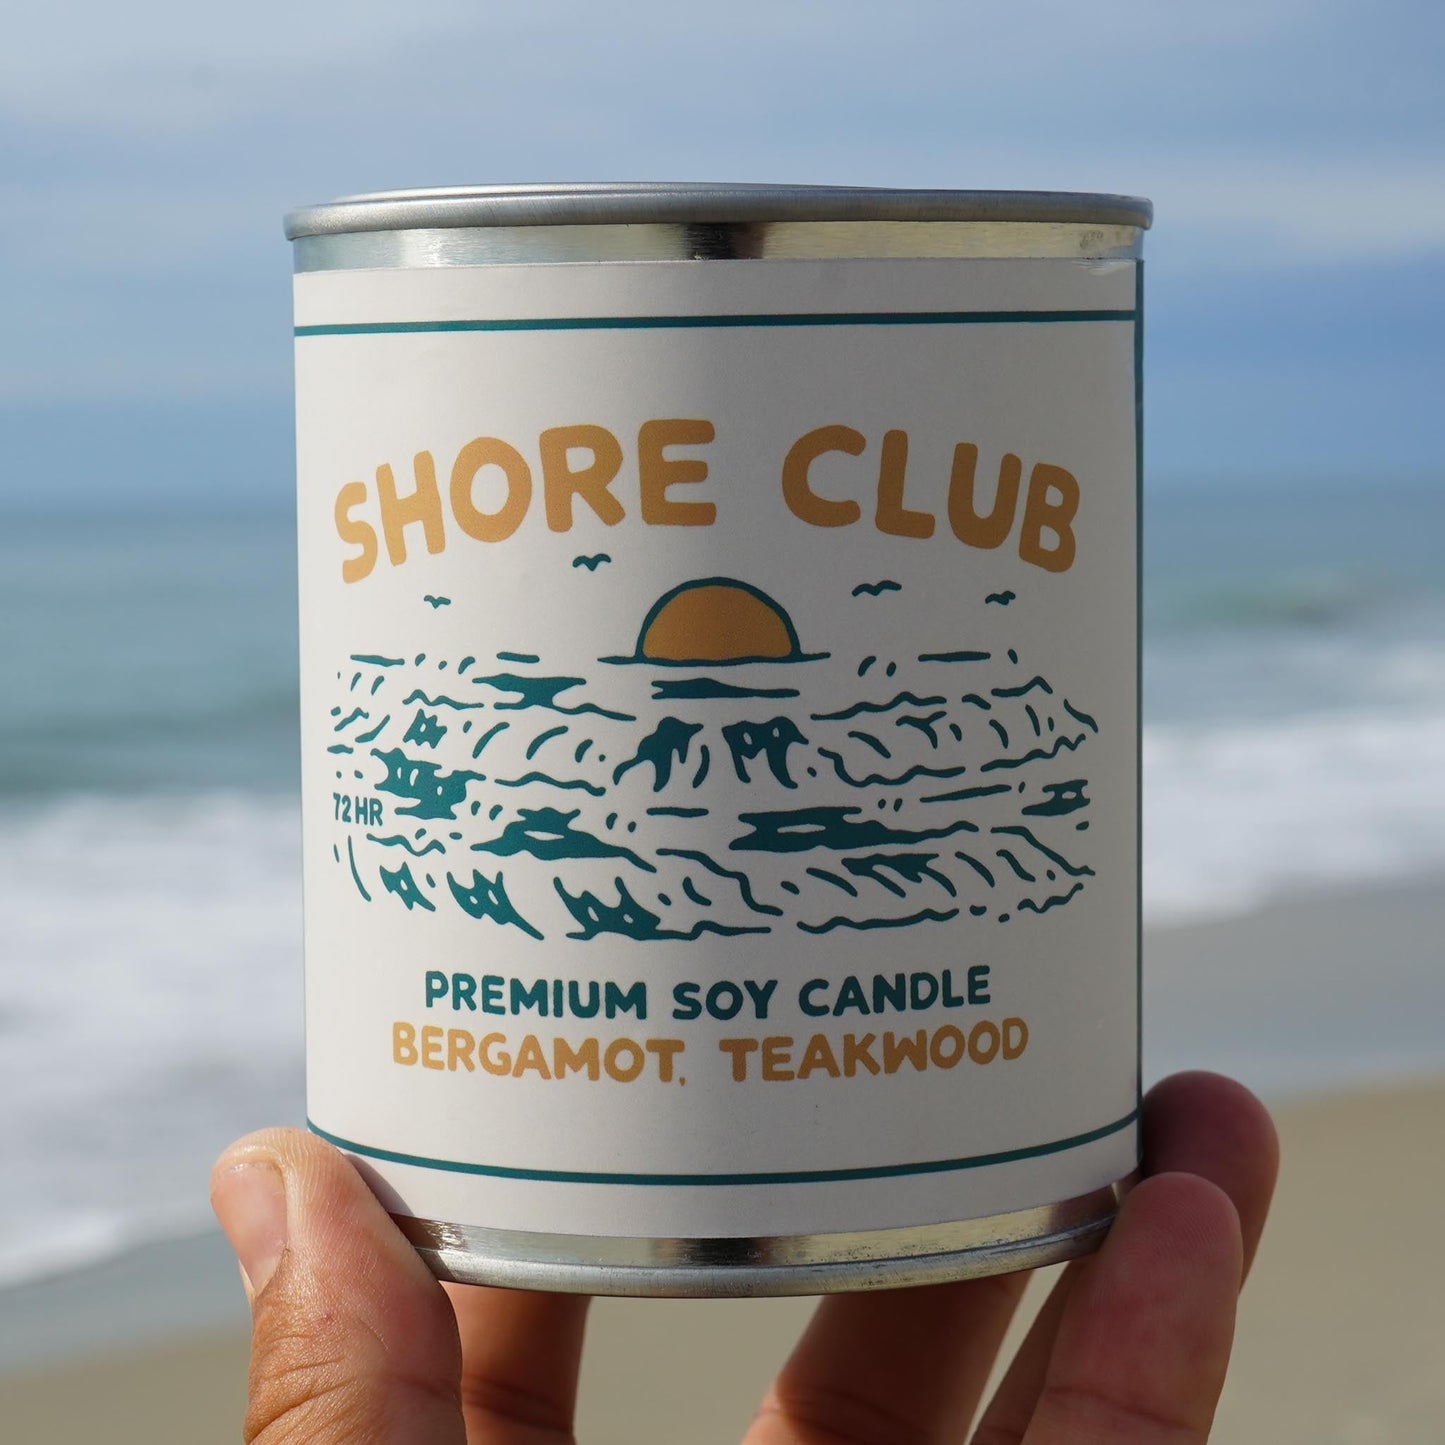 SHORE CLUB
72 HR
PREMIUM SOY CANDLE
BERGAMOT, TEAKWOOD